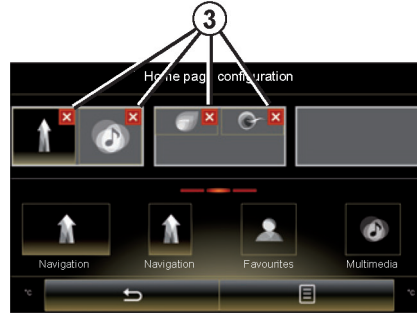 3
Home page configuration
Navigation
Navigation
Favourites
Multimedia
°C
°C